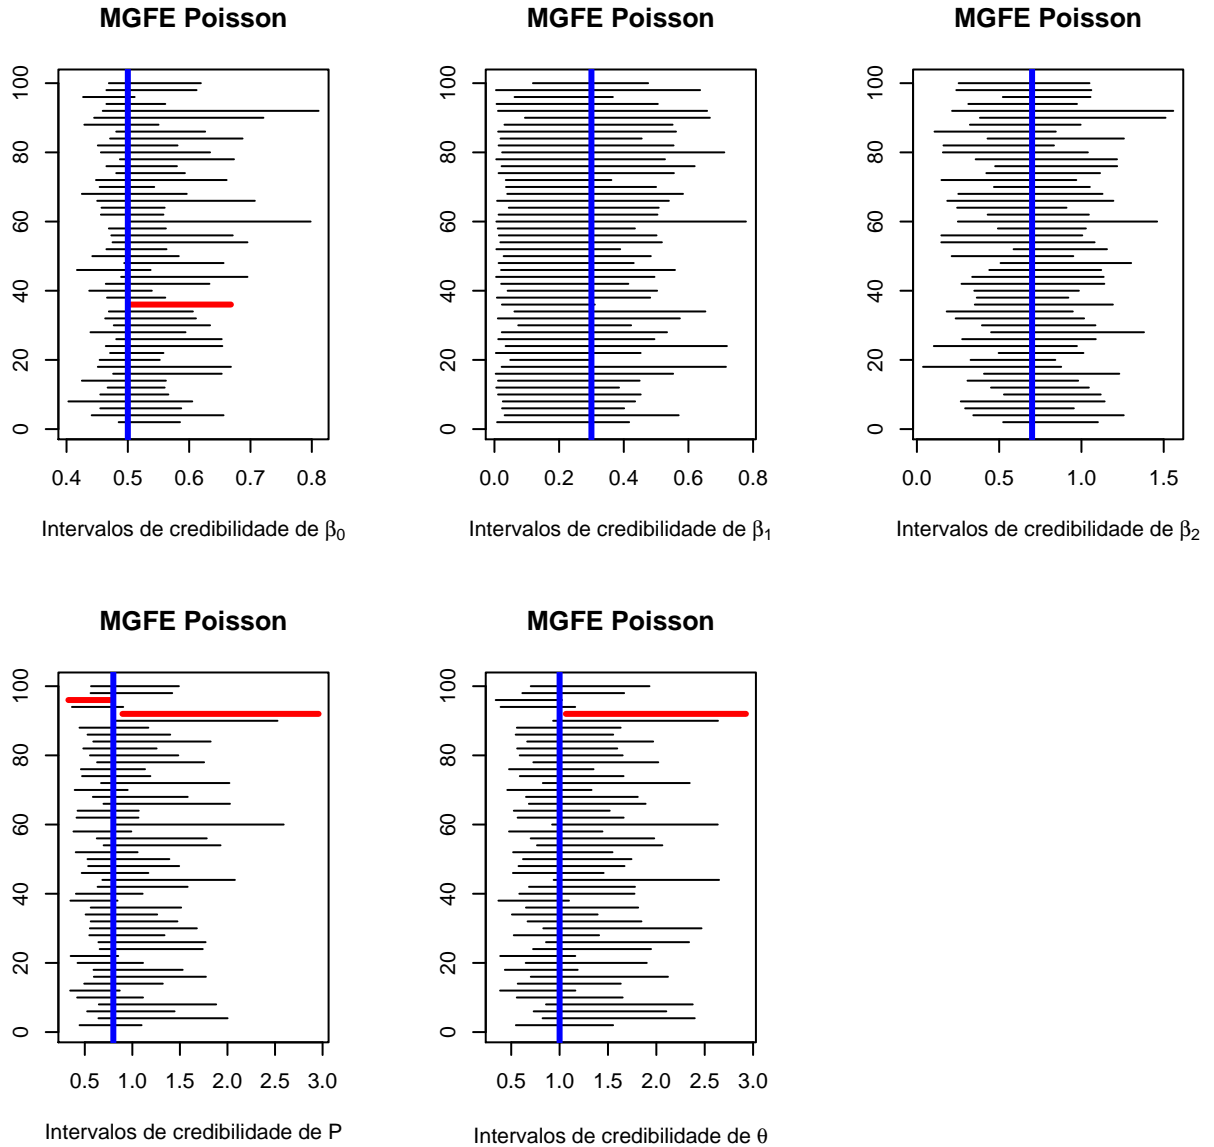 MGFE Poisson
0 20 40 60 80 100
0.4 0.5 0.6 0.7 0.8
Intervalos de credibilidade de β0
MGFE Poisson
0 20 40 60 80 100
0.0 0.2 0.4 0.6 0.8
Intervalos de credibilidade de β1
MGFE Poisson
0 20 40 60 80 100
0.0 0.5 1.0 1.5
Intervalos de credibilidade de β2
MGFE Poisson
0 20 40 60 80 100
0.5 1.0 1.5 2.0 2.5 3.0
Intervalos de credibilidade de P
MGFE Poisson
0 20 40 60 80 100
0.5 1.0 1.5 2.0 2.5 3.0
Intervalos de credibilidade de θ